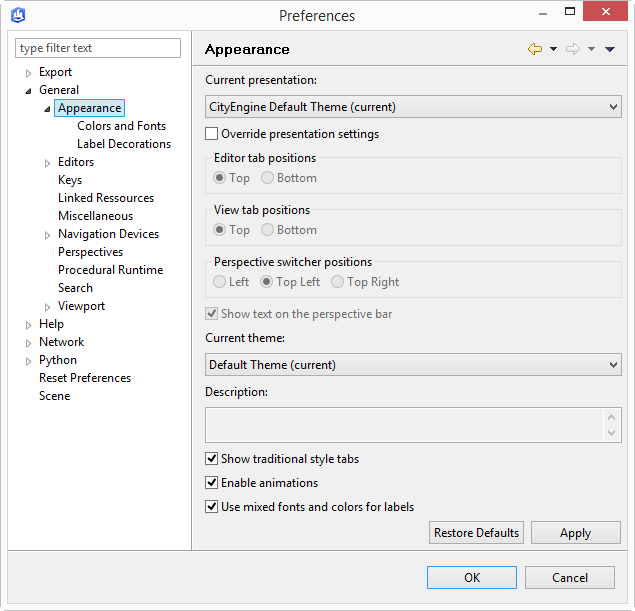 Preferences
type filter text
Export
General
Appearance
Colors and Fonts
Label Decorations
Editors
Keys
Linked Ressources
Miscellaneous
Navigation Devices
Perspectives
Procedural Runtime
Search
Viewport
Help
Network
Python
Reset Preferences
Scene
Appearance
Current presentation:
CityEngine Default Theme (current)
Override presentation settings
Editor tab positions
Top Bottom
View tab positions
Top Bottom
Perspective switcher positions
Left Top Left Top Right
Show text on the perspective bar
Current theme:
Default Theme (current)
Description:
Show traditional style tabs
Enable animations
Use mixed fonts and colors for labels
Restore Defaults Apply
OK Cancel